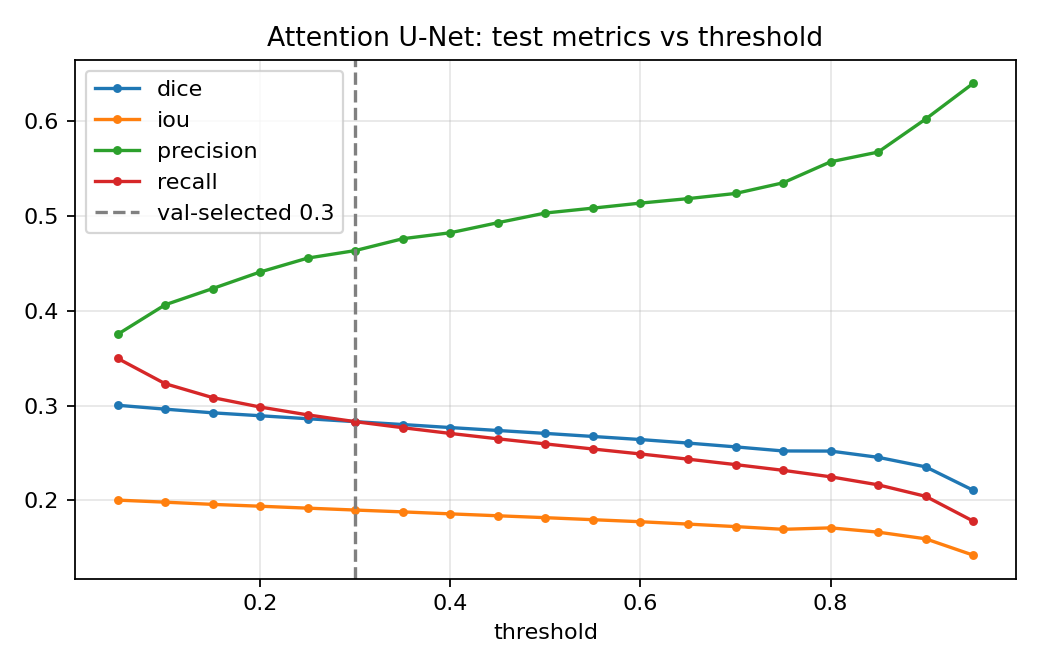 Attention U-Net: test metrics vs threshold
dice
iou
precision
recall
val-selected 0.3
0.6
0.5
0.4
0.3
0.2
0.2 0.4 0.6 0.8
threshold